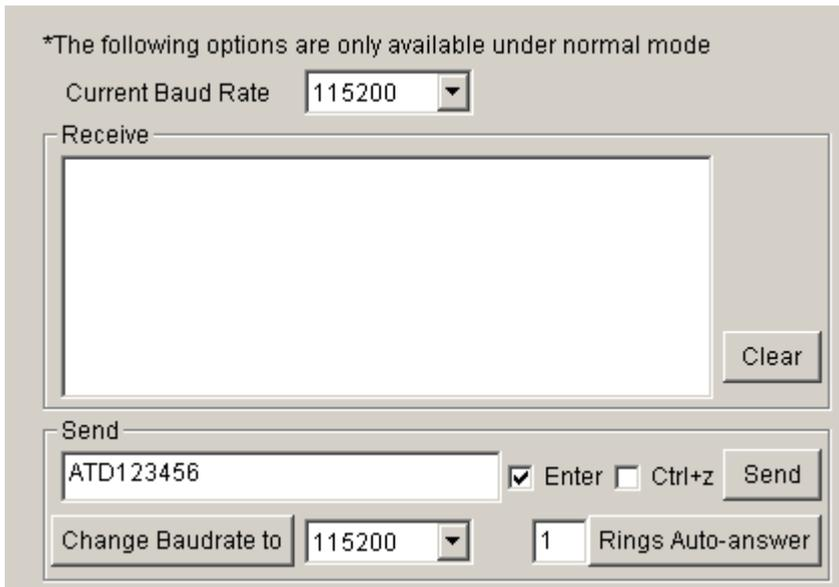 *The following options are only available under normal mode
Current Baud Rate 115200
Receive
Clear
Send
ATD123456 Enter Ctrl+z Send
Change Baudrate to 115200 1 Rings Auto-answer